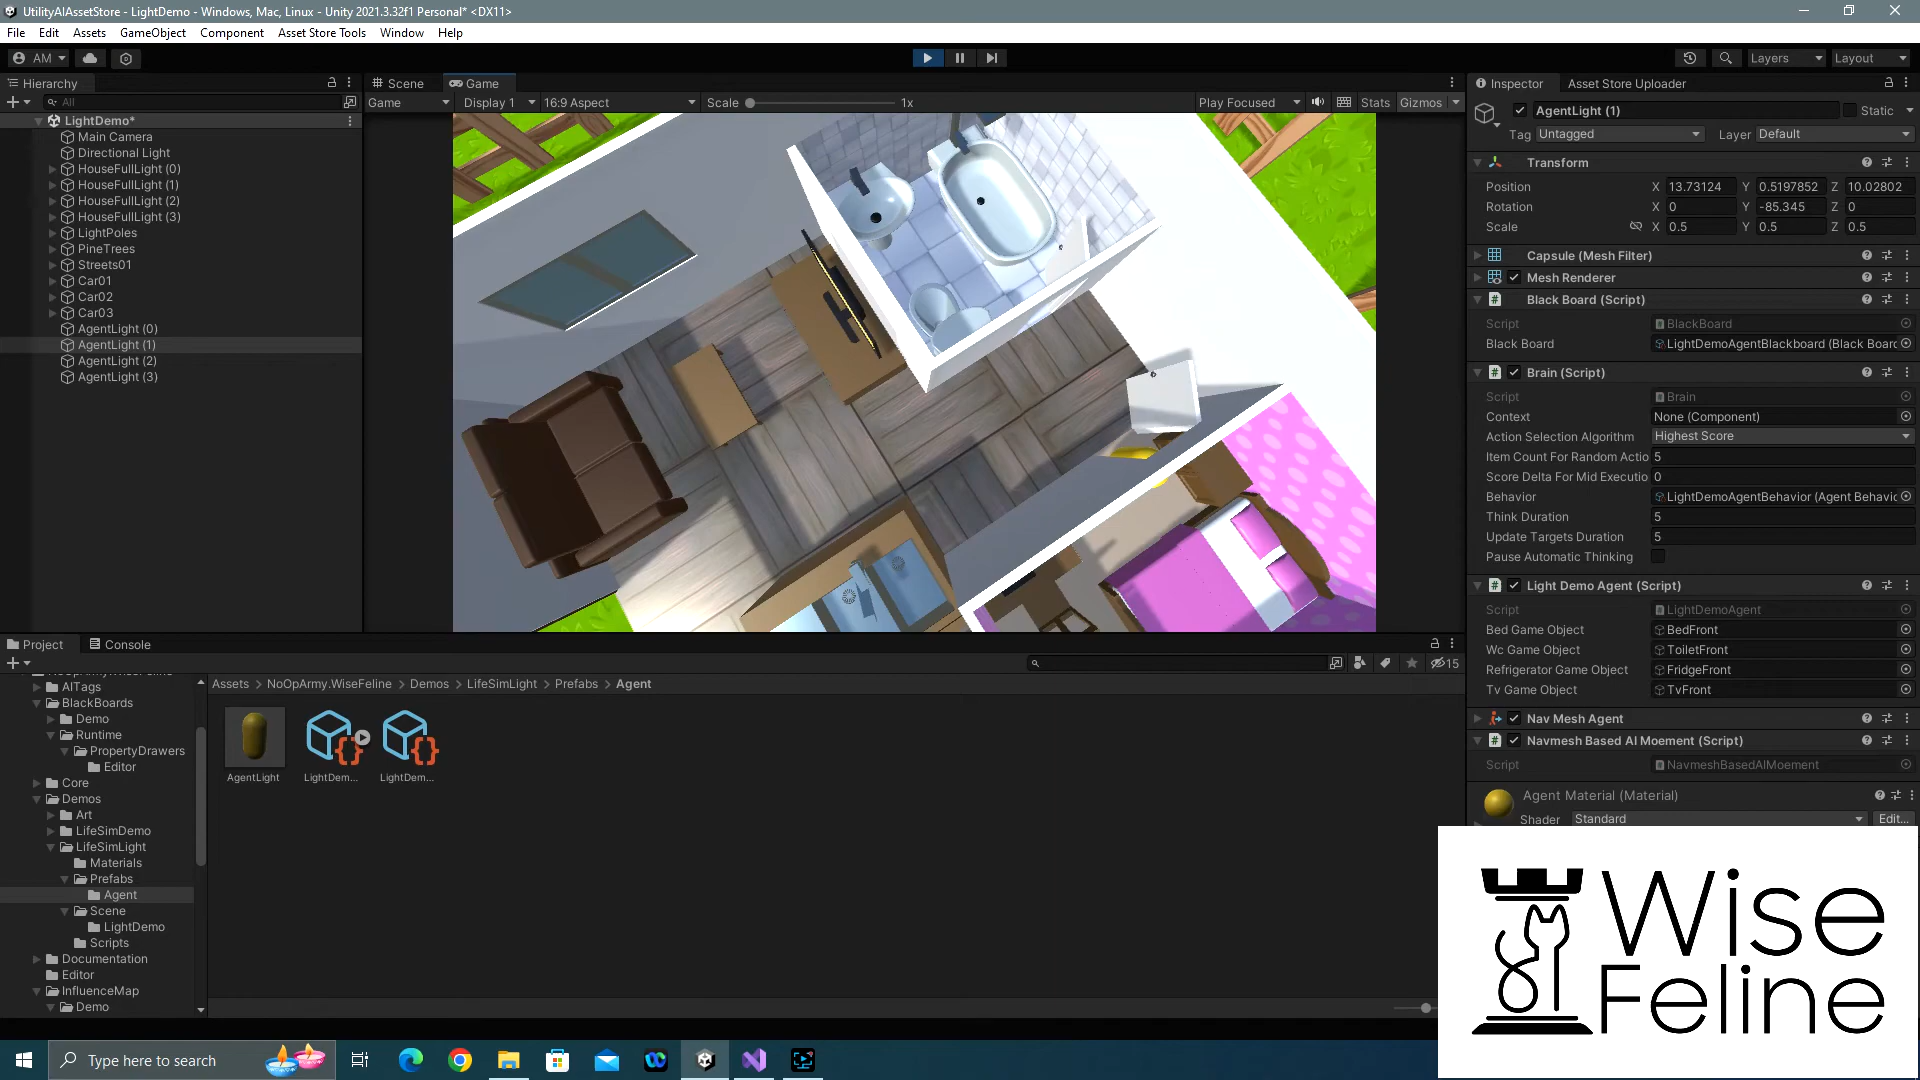 UtilityAIAssetStore - LightDemo - Windows, Mac, Linux - Unity 2021.3.32f1 Personal* <DX11>
File Edit Assets GameObject Component Asset Store Tools Window Help
AM Layers Layout
Hierarchy
All
LightDemo*
Main Camera
Directional Light
HouseFullLight (0)
HouseFullLight (1)
HouseFullLight (2)
HouseFullLight (3)
LightPoles
PineTrees
Streets01
Car01
Car02
Car03
AgentLight (0)
AgentLight (1)
AgentLight (2)
AgentLight (3)
Scene Game
Game Display 1 16:9 Aspect Scale 1x Play Focused Stats Gizmos
Inspector Asset Store Uploader
AgentLight (1) Static
Tag Untagged Layer Default
Transform
Position X 13.73124 Y 0.5197852 Z 10.02802
Rotation X 0 Y -85.345 Z 0
Scale X 0.5 Y 0.5 Z 0.5
Capsule (Mesh Filter)
Mesh Renderer
Black Board (Script)
Script BlackBoard
Black Board LightDemoAgentBlackboard (Black Board
Brain (Script)
Script Brain
Context None (Component)
Action Selection Algorithm Highest Score
Item Count For Random Actio 5
Score Delta For Mid Executio 0
Behavior LightDemoAgentBehavior (Agent Behavio
Think Duration 5
Update Targets Duration 5
Pause Automatic Thinking
Light Demo Agent (Script)
Script LightDemoAgent
Bed Game Object BedFront
Wc Game Object ToiletFront
Refrigerator Game Object FridgeFront
Tv Game Object TvFront
Nav Mesh Agent
Navmesh Based AI Moement (Script)
Script NavmeshBasedAIMoement
Agent Material (Material)
Shader Standard Edit...
Project Console
15
AITags
BlackBoards
Demo
Runtime
PropertyDrawers
Editor
Core
Demos
Art
LifeSimDemo
LifeSimLight
Materials
Prefabs
Agent
Scene
LightDemo
Scripts
Documentation
Editor
InfluenceMap
Demo
Assets NoOpArmy.WiseFeline Demos LifeSimLight Prefabs Agent
AgentLight LightDem... LightDem...
Wise
Feline
Type here to search